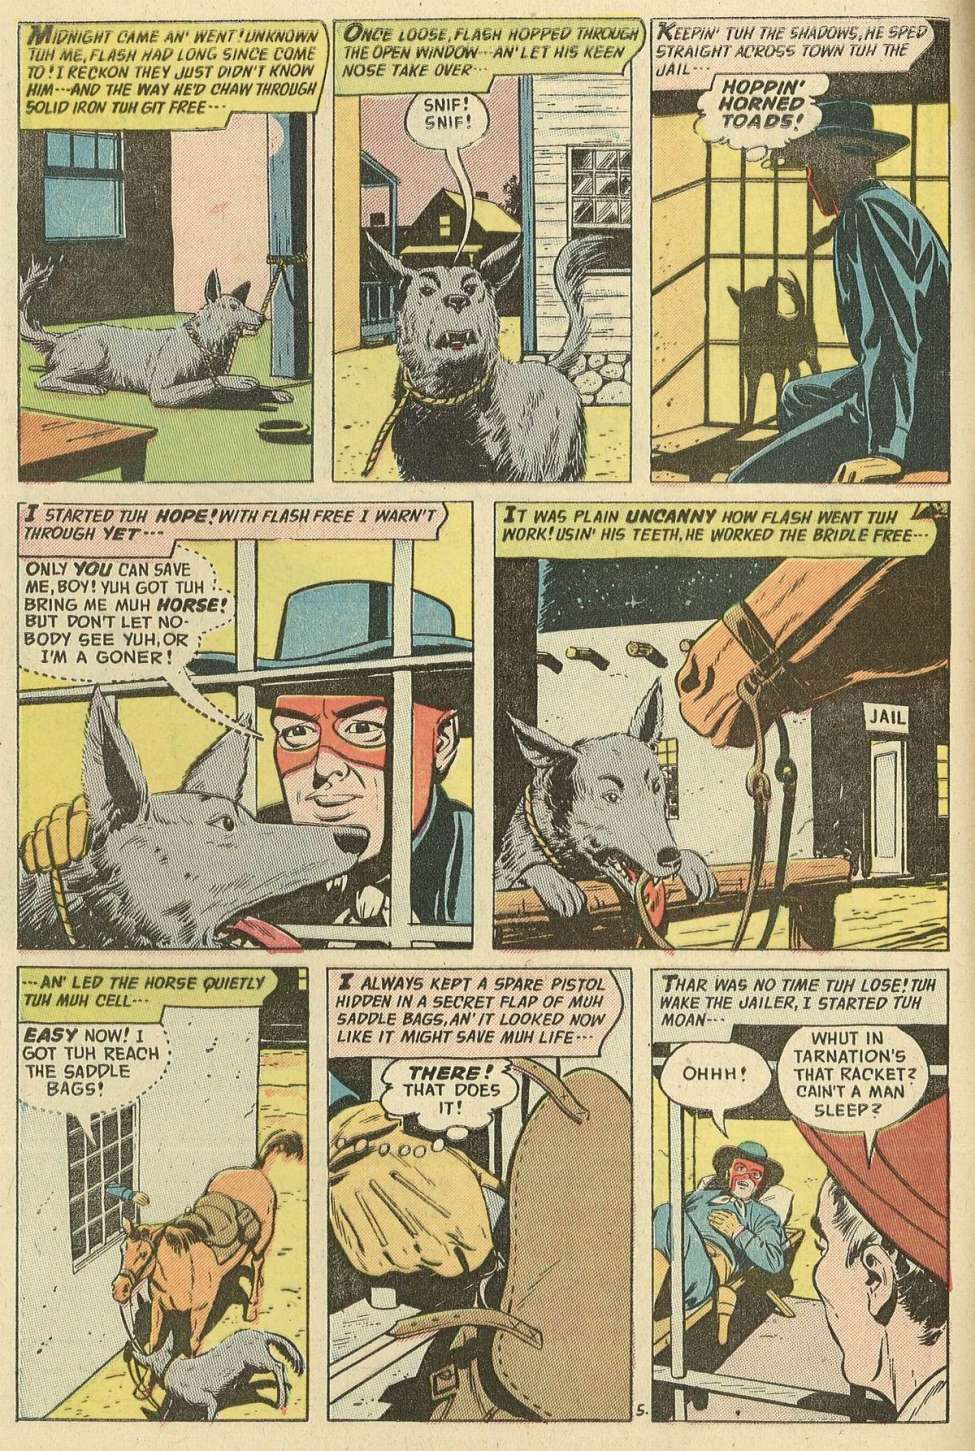 MIDNIGHT CAME AN' WENT! UNKNOWN
TUH ME, FLASH HAD LONG SINCE COME
TO! I RECKON THEY JUST DIDN'T KNOW
HIM---AND THE WAY HE'D CHAW THROUGH
SOLID IRON TUH GIT FREE---
ONCE LOOSE, FLASH HOPPED THROUGH
THE OPEN WINDOW---AN' LET HIS KEEN
NOSE TAKE OVER---
SNIF!
SNIF!
KEEPIN' TUH THE SHADOWS, HE SPED
STRAIGHT ACROSS TOWN TUH THE
JAIL---
HOPPIN'
HORNED
TOADS!
I STARTED TUH HOPE! WITH FLASH FREE I WARN'T
THROUGH YET---
ONLY YOU CAN SAVE
ME, BOY! YUH GOT TUH
BRING ME MUH HORSE!
BUT DON'T LET NO-
BODY SEE YUH, OR
I'M A GONER!
IT WAS PLAIN UNCANNY HOW FLASH WENT TUH
WORK! USIN' HIS TEETH, HE WORKED THE BRIDLE FREE---
JAIL
---AN' LED THE HORSE QUIETLY
TUH MUH CELL---
EASY NOW! I
GOT TUH REACH
THE SADDLE
BAGS!
I ALWAYS KEPT A SPARE PISTOL
HIDDEN IN A SECRET FLAP OF MUH
SADDLE BAGS, AN' IT LOOKED NOW
LIKE IT MIGHT SAVE MUH LIFE---
THERE!
THAT DOES
IT!
THAR WAS NO TIME TUH LOSE! TUH
WAKE THE JAILER, I STARTED TUH
MOAN---
OHHH!
WHUT IN
TARNATION'S
THAT RACKET?
CAIN'T A MAN
SLEEP?
5.